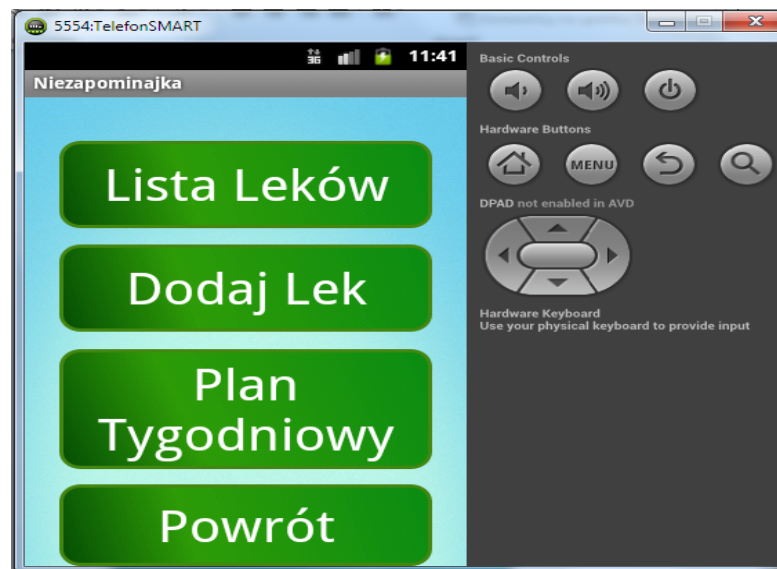 5554:TelefonSMART
3G 11:41
Niezapominajka
Lista Leków
Dodaj Lek
Plan
Tygodniowy
Powrót
Basic Controls
Hardware Buttons
MENU
DPAD not enabled in AVD
Hardware Keyboard
Use your physical keyboard to provide input